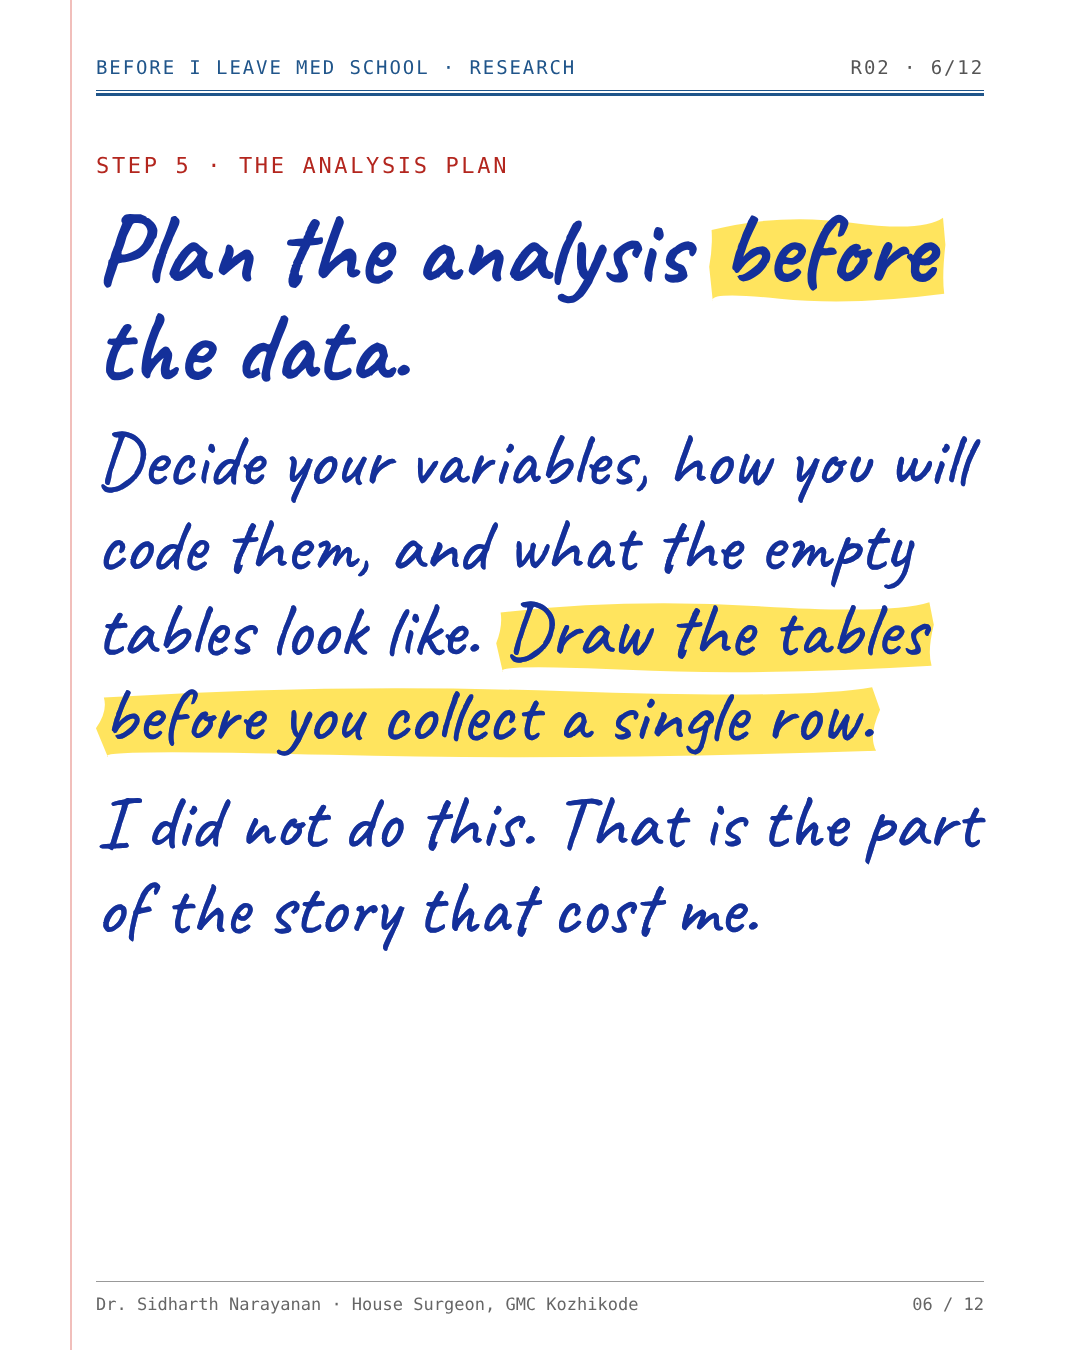 BEFORE I LEAVE MED SCHOOL · RESEARCH R02 · 6/12
STEP 5 · THE ANALYSIS PLAN
Plan the analysis before
the data.
Decide your variables, how you will
code them, and what the empty
tables look like. Draw the tables
before you collect a single row.
I did not do this. That is the part
of the story that cost me.
Dr. Sidharth Narayanan · House Surgeon, GMC Kozhikode 06 / 12